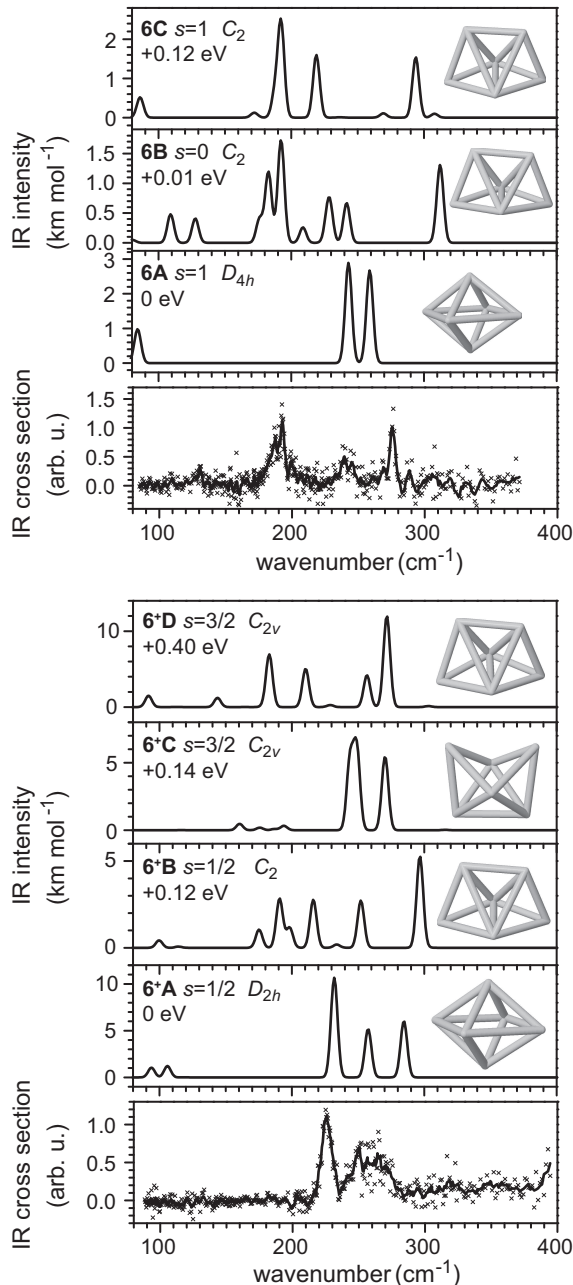 6C s=1 C2
+0.12 eV
2
1
0
6B s=0 C2
+0.01 eV
1.5
1.0
0.5
0.0
IR intensity
(km mol⁻¹)
6A s=1 D4h
0 eV
3
2
1
0
IR cross section
(arb. u.)
1.5
1.0
0.5
0.0
100 200 300 400
wavenumber (cm⁻¹)
6⁺D s=3/2 C2v
+0.40 eV
10
0
6⁺C s=3/2 C2v
+0.14 eV
5
0
IR intensity
(km mol⁻¹)
6⁺B s=1/2 C2
+0.12 eV
5
0
6⁺A s=1/2 D2h
0 eV
10
5
0
IR cross section
(arb. u.)
1.0
0.5
0.0
100 200 300 400
wavenumber (cm⁻¹)